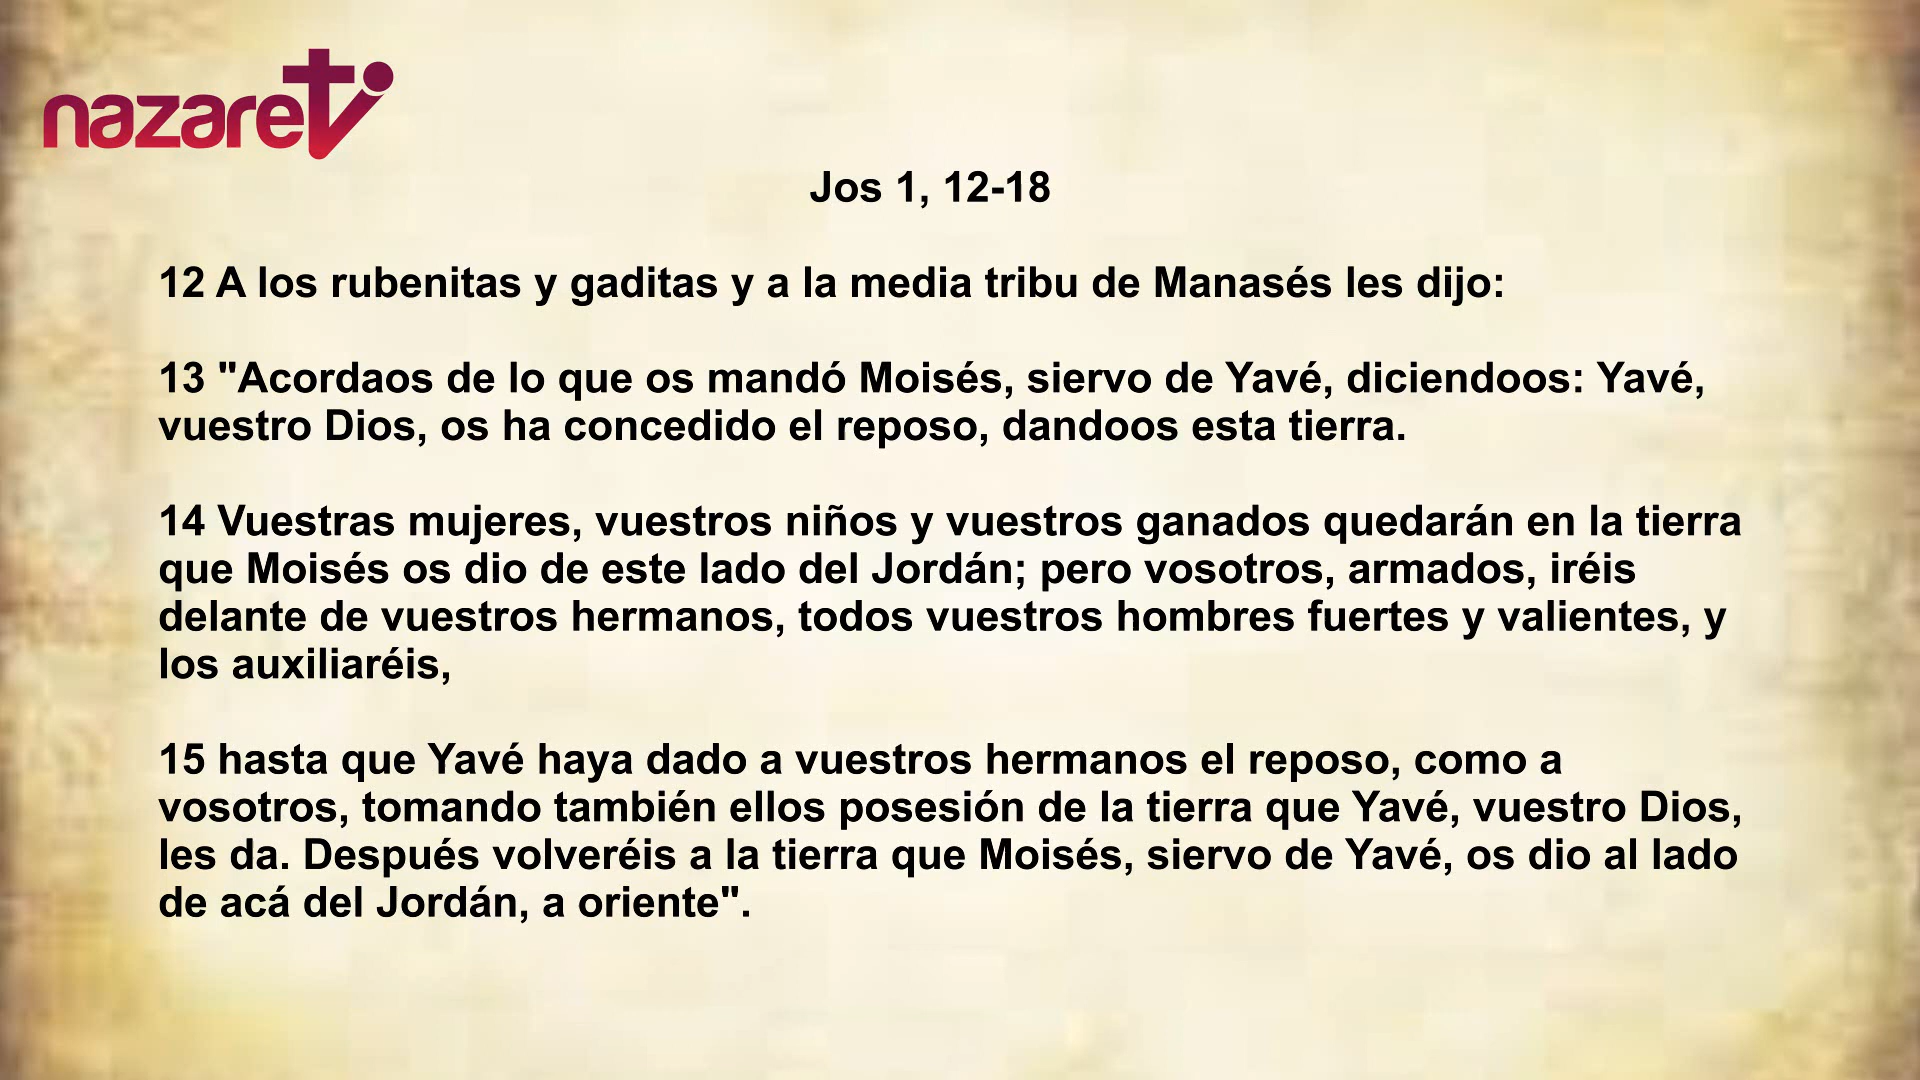 nazaretv
Jos 1, 12-18
12 A los rubenitas y gaditas y a la media tribu de Manasés les dijo:
13 "Acordaos de lo que os mandó Moisés, siervo de Yavé, diciendoos: Yavé,
vuestro Dios, os ha concedido el reposo, dandoos esta tierra.
14 Vuestras mujeres, vuestros niños y vuestros ganados quedarán en la tierra
que Moisés os dio de este lado del Jordán; pero vosotros, armados, iréis
delante de vuestros hermanos, todos vuestros hombres fuertes y valientes, y
los auxiliaréis,
15 hasta que Yavé haya dado a vuestros hermanos el reposo, como a
vosotros, tomando también ellos posesión de la tierra que Yavé, vuestro Dios,
les da. Después volveréis a la tierra que Moisés, siervo de Yavé, os dio al lado
de acá del Jordán, a oriente".